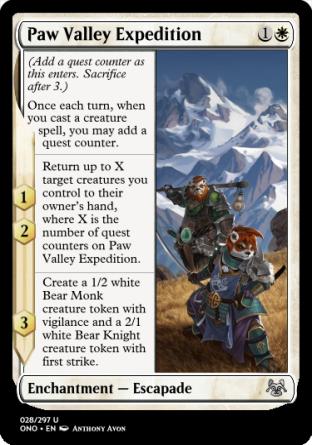 Paw Valley Expedition
1
(Add a quest counter as
this enters. Sacrifice
after 3.)
Once each turn, when
you cast a creature
spell, you may add a
quest counter.
1
2
Return up to X
target creatures you
control to their
owner's hand,
where X is the
number of quest
counters on Paw
Valley Expedition.
3
Create a 1/2 white
Bear Monk
creature token with
vigilance and a 2/1
white Bear Knight
creature token with
first strike.
Enchantment — Escapade
028/297 U
ONO • EN Anthony Avon